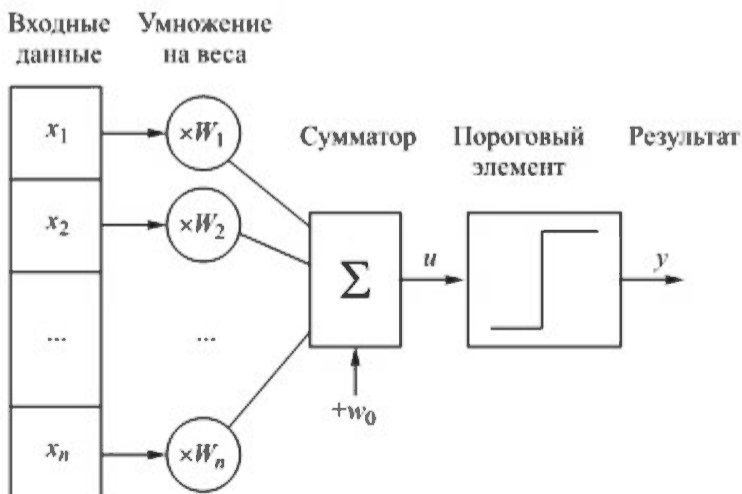 Входные
данные
Умножение
на веса
x₁
×W₁
Сумматор
Пороговый
элемент
Результат
x₂
×W₂
Σ
u
y
...
...
+w₀
xₙ
×Wₙ